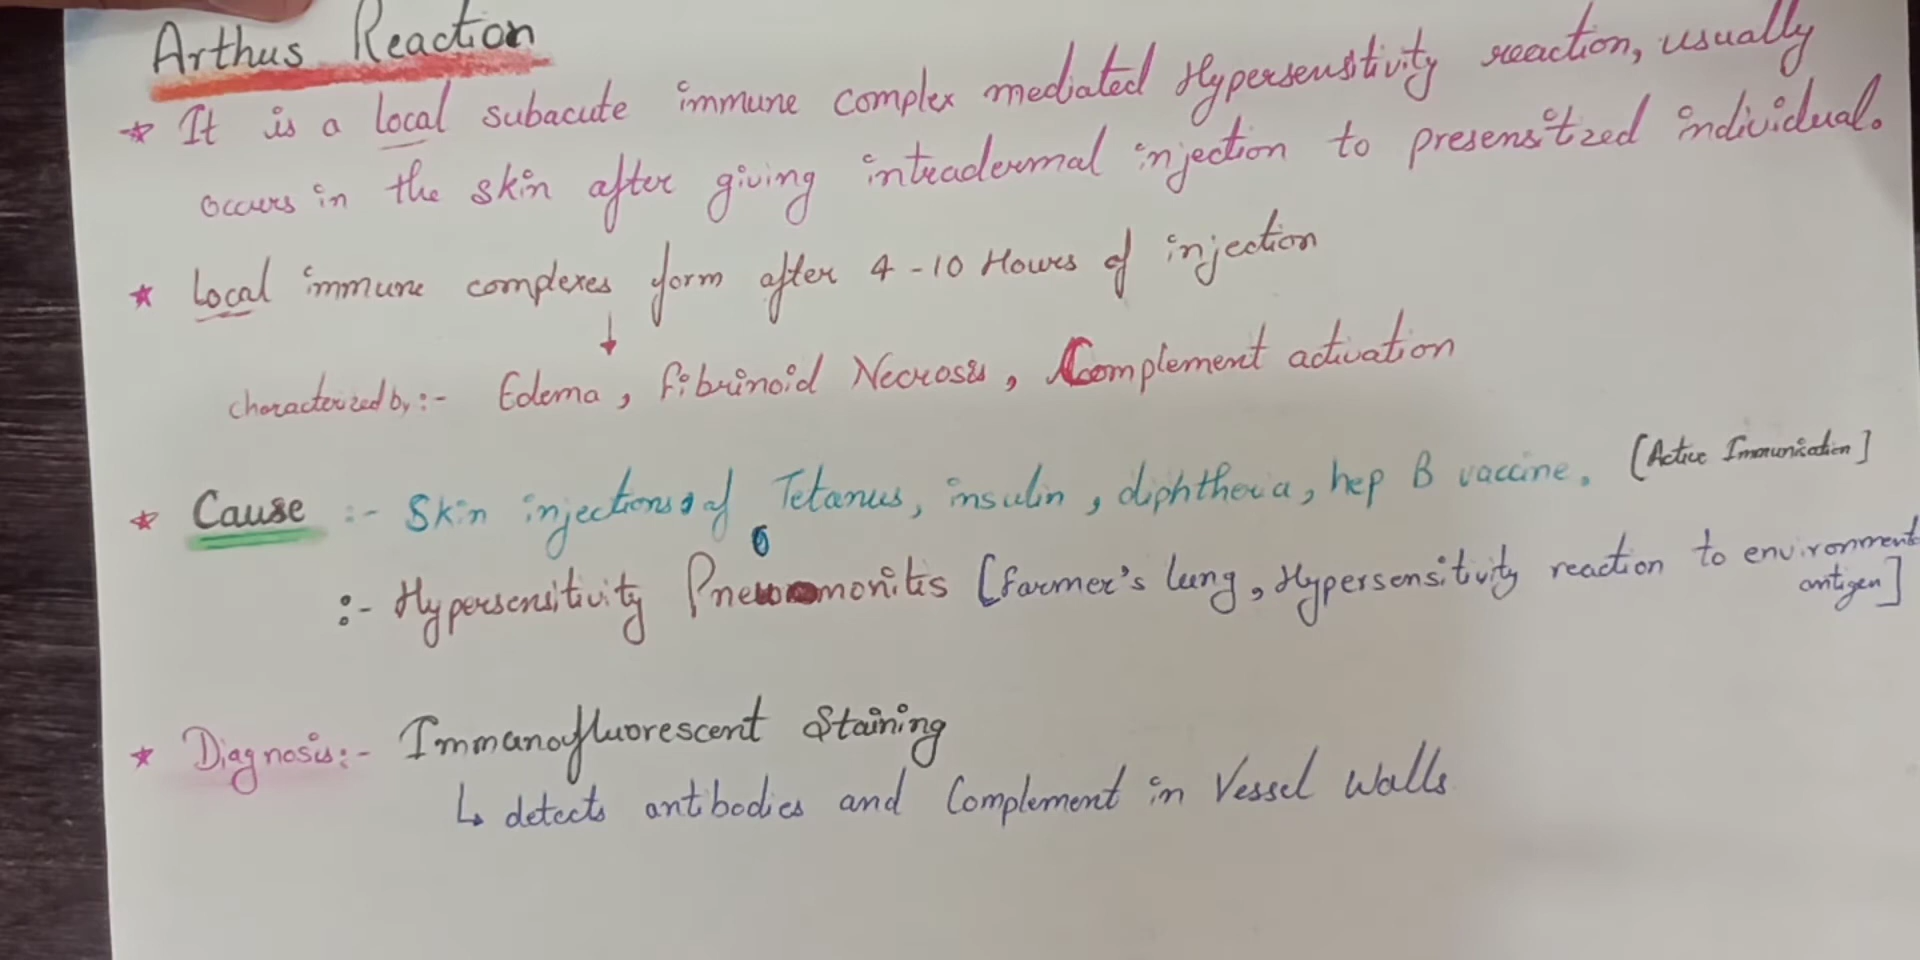 Arthus Reaction
* It is a local subacute immune complex mediated Hypersensitivity reaction, usually
occurs in the skin after giving intradermal injection to presensitized individual.
* Local immune complexes form after 4-10 Hours of injection
↓
characterized by:- Edema, fibrinoid Necrosis, Complement activation
* Cause :- Skin injections of Tetanus, insulin, diphtheria, hep B vaccine. [Active Immunication]
:- Hypersensitivity Pneumonitis [farmer's lung, Hypersensitivity reaction to environment
antigen]
* Diagnosis:- Immanofluorescent Staining
↳ detects antibodies and Complement in Vessel Walls